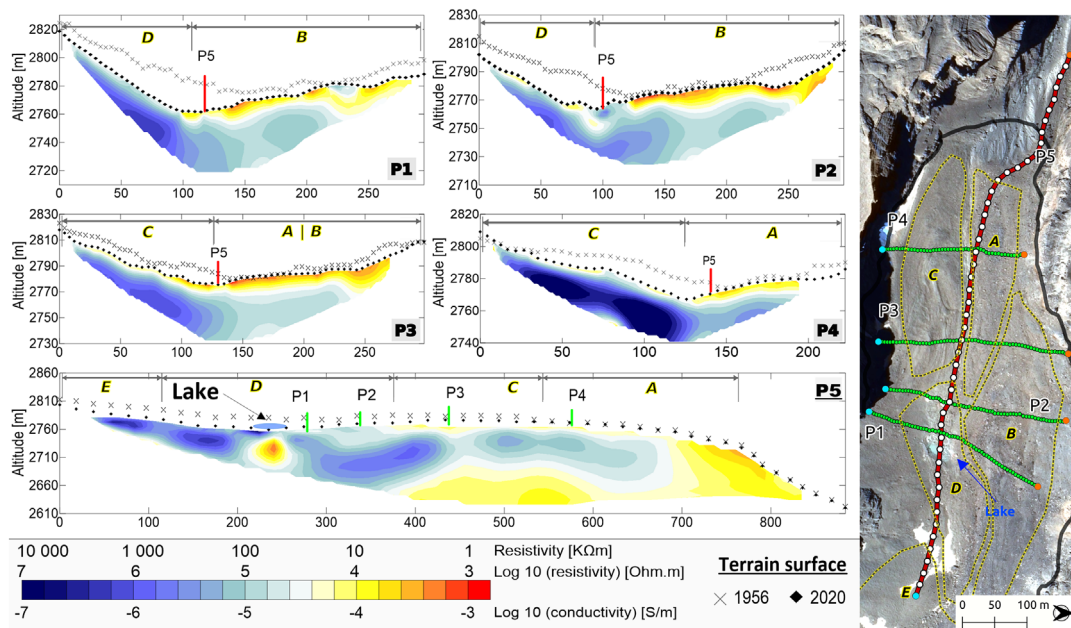 D B
P5
2820
2800
2780
2760
2740
2720
Altitude [m]
0 50 100 150 200 250
P1
D B
P5
2810
2790
2770
2750
2730
2710
Altitude [m]
0 50 100 150 200 250
P2
C A | B
P5
2830
2810
2790
2770
2750
2730
Altitude [m]
0 50 100 150 200 250
P3
C A
P5
2820
2800
2780
2760
2740
Altitude [m]
0 50 100 150 200
P4
E D C A
Lake
P1 P2 P3 P4
P5
2860
2810
2760
2710
2660
2610
Altitude [m]
0 100 200 300 400 500 600 700 800
10 000 1 000 100 10 1 Resistivity [KΩm]
7 6 5 4 3 Log 10 (resistivity) [Ohm.m]
-7 -6 -5 -4 -3 Log 10 (conductivity) [S/m]
Terrain surface
1956 2020
P5
P4
A
C
P3
P2
P1
B
D
Lake
E
0 50 100 m